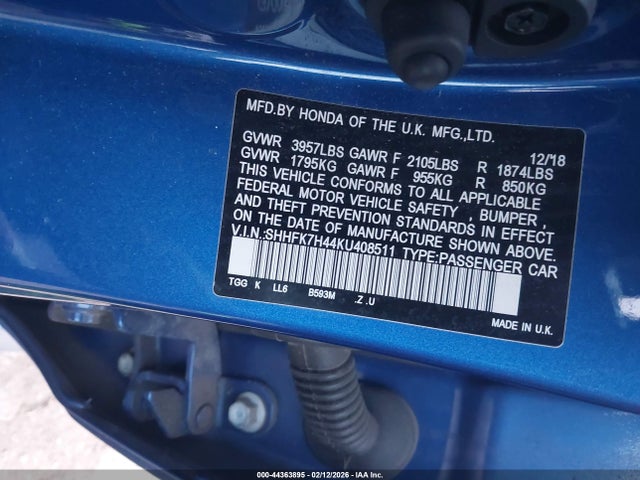 MFD.BY HONDA OF THE U.K. MFG.,LTD.
12/18
GVWR 3957LBS GAWR F 2105LBS R 1874LBS
GVWR 1795KG GAWR F 955KG R 850KG
THIS VEHICLE CONFORMS TO ALL APPLICABLE
FEDERAL MOTOR VEHICLE SAFETY , BUMPER ,
AND THEFT PREVENTION STANDARDS IN EFFECT
ON THE DATE OF MANUFACTURE SHOWN ABOVE.
V.I.N.:SHHFK7H44KU408511 TYPE:PASSENGER CAR
TGG K LL6 B593M .Z .U
MADE IN U.K.
000-44363895 - 02/12/2026 - IAA Inc.